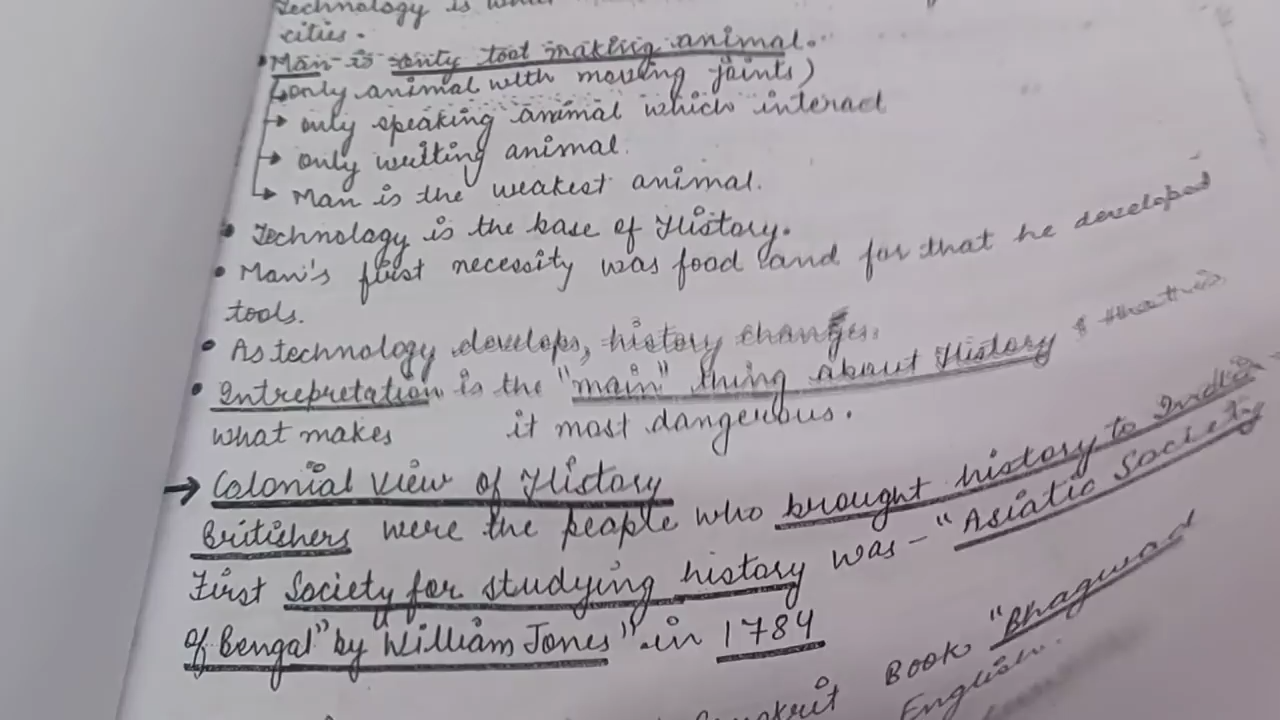 Technology is
cities.
• Man is only tool making animal.
(only animal with moving joints)
→ only speaking animal which interact
→ only writing animal.
→ Man is the weakest animal.
• Technology is the base of History.
• Man's first necessity was food and for that he developed
tools.
• As technology develops, history changes.
• Intrepretation is the "main" thing about History &
what makes it most dangerous.
→ Colonial View of History
Britishers were the people who brought history to India
First Society for studying history was - "Asiatic Society
of Bengal" by William Jones" in 1784
Book "Bhagwad
English.